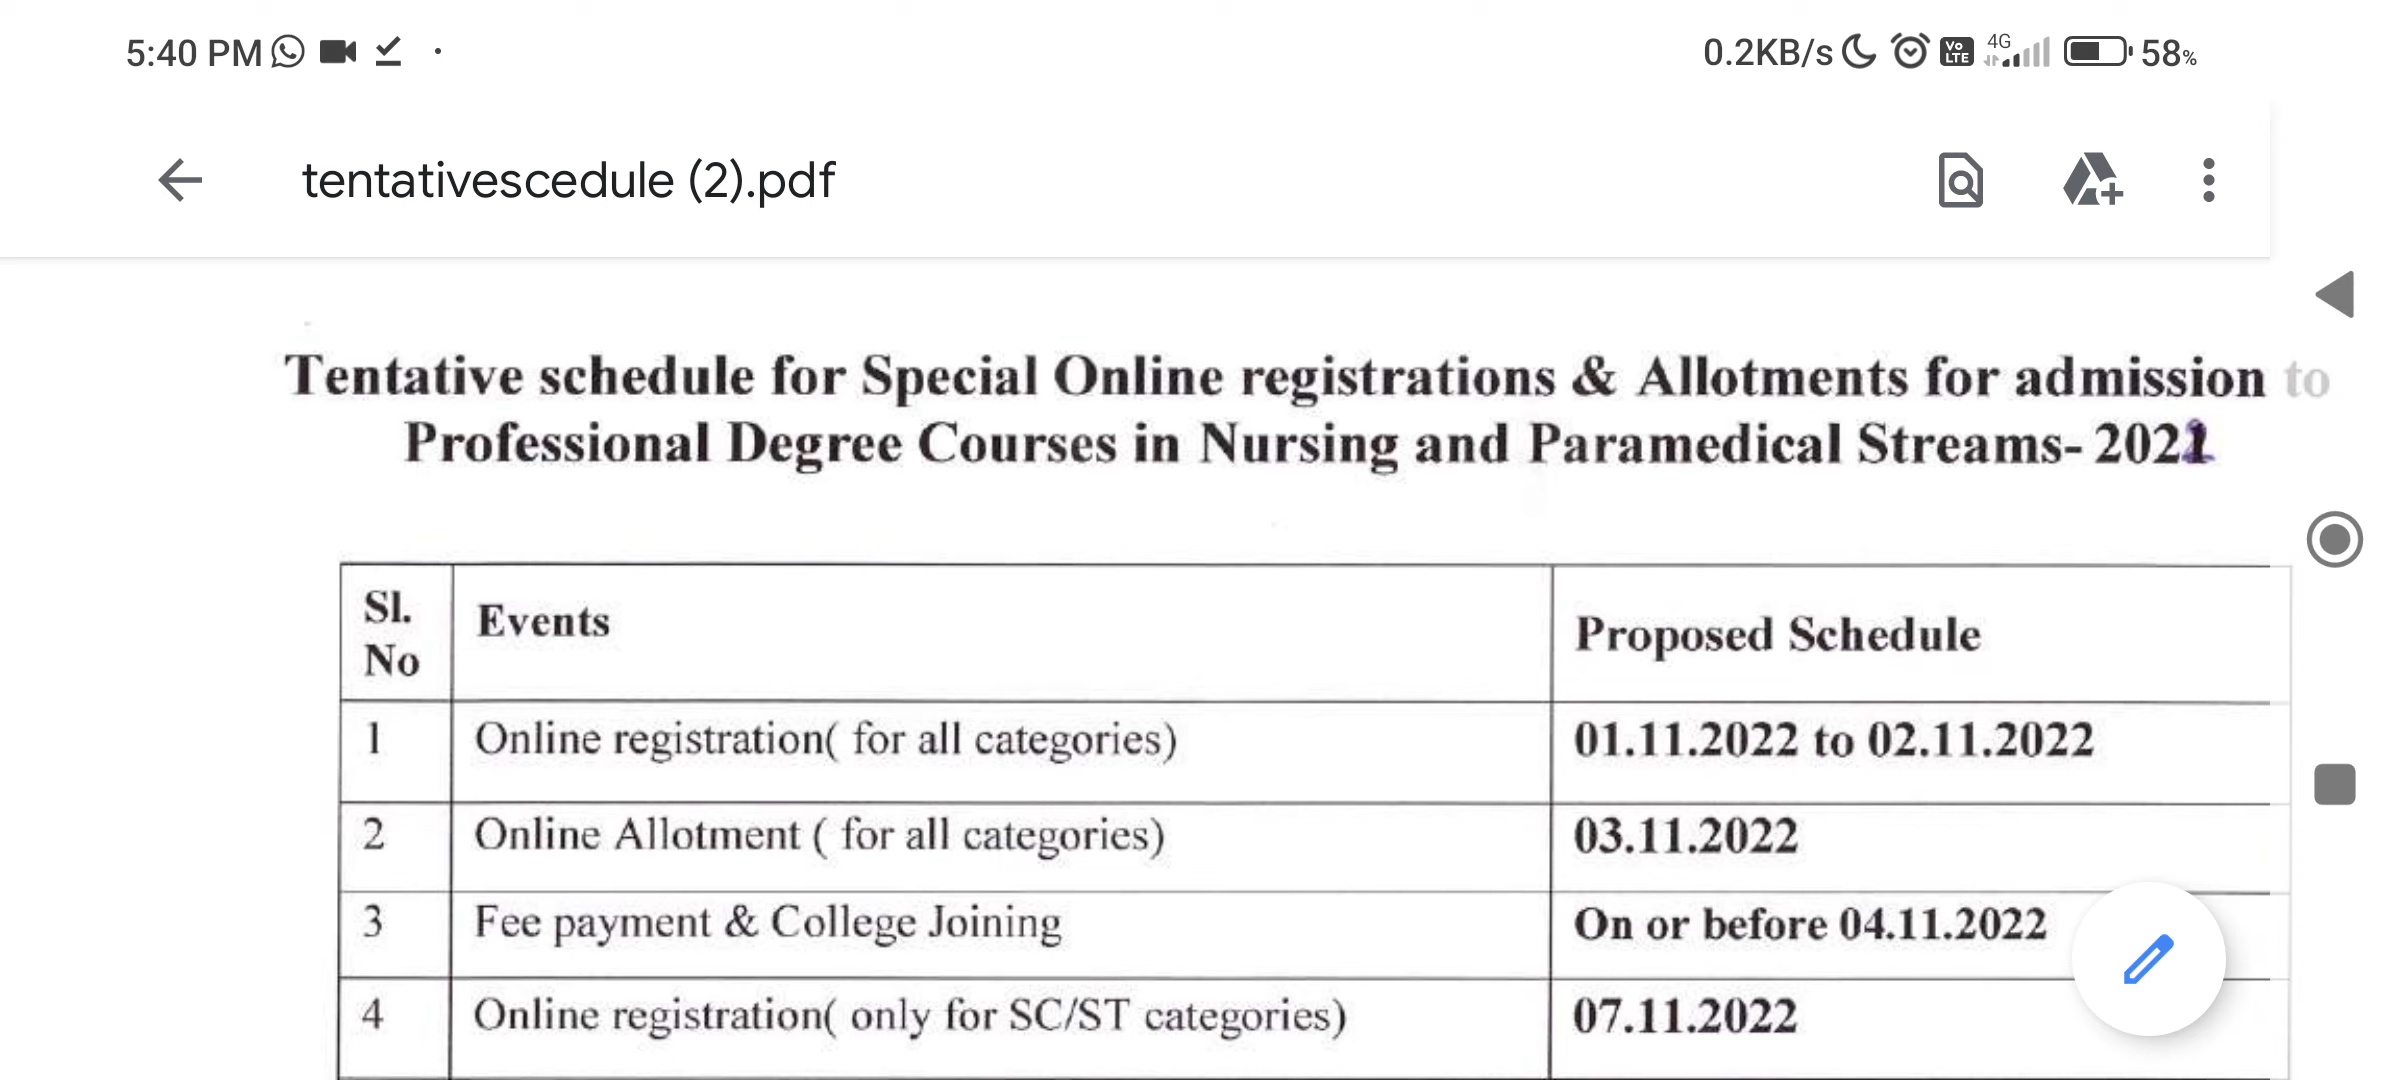 5:40 PM
0.2KB/s Vo LTE 4G 58%
tentativescedule (2).pdf
Tentative schedule for Special Online registrations & Allotments for admission to
Professional Degree Courses in Nursing and Paramedical Streams- 2021
Sl. No Events Proposed Schedule
1 Online registration( for all categories) 01.11.2022 to 02.11.2022
2 Online Allotment ( for all categories) 03.11.2022
3 Fee payment & College Joining On or before 04.11.2022
4 Online registration( only for SC/ST categories) 07.11.2022